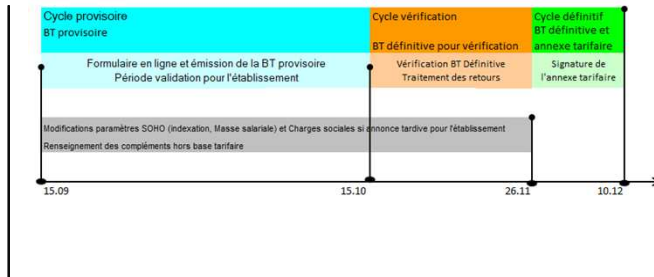 Cycle provisoire
BT provisoire
Cycle vérification
BT définitive pour vérification
Cycle définitif
BT définitive et
annexe tarifaire
Formulaire en ligne et émission de la BT provisoire
Période validation pour l'établissement
Vérification BT Définitive
Traitement des retours
Signature de
l'annexe tarifaire
Modifications paramètres SOHO (indexation, Masse salariale) et Charges sociales si annonce tardive pour l'établissement
Renseignement des compléments hors base tarifaire
15.09
15.10
26.11
10.12